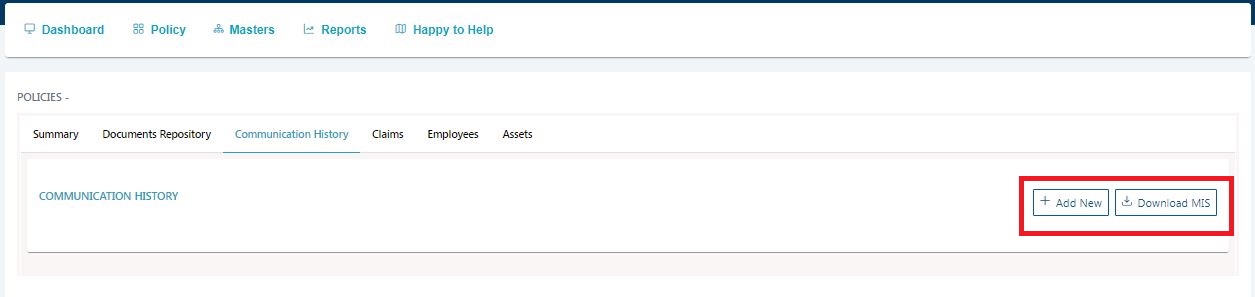 Dashboard Policy Masters Reports Happy to Help
POLICIES -
Summary Documents Repository Communication History Claims Employees Assets
COMMUNICATION HISTORY
+ Add New Download MIS